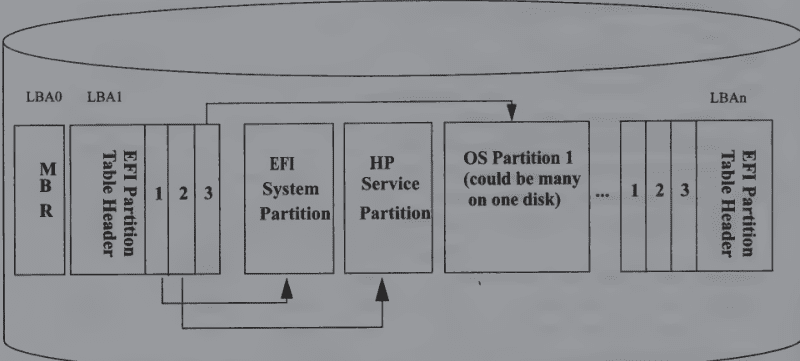 LBA0
LBA1
LBAn
M
B
R
EFI Partition
Table Header
1
2
3
EFI
System
Partition
HP
Service
Partition
OS Partition 1
(could be many
on one disk)
...
1
2
3
EFI Partition
Table Header